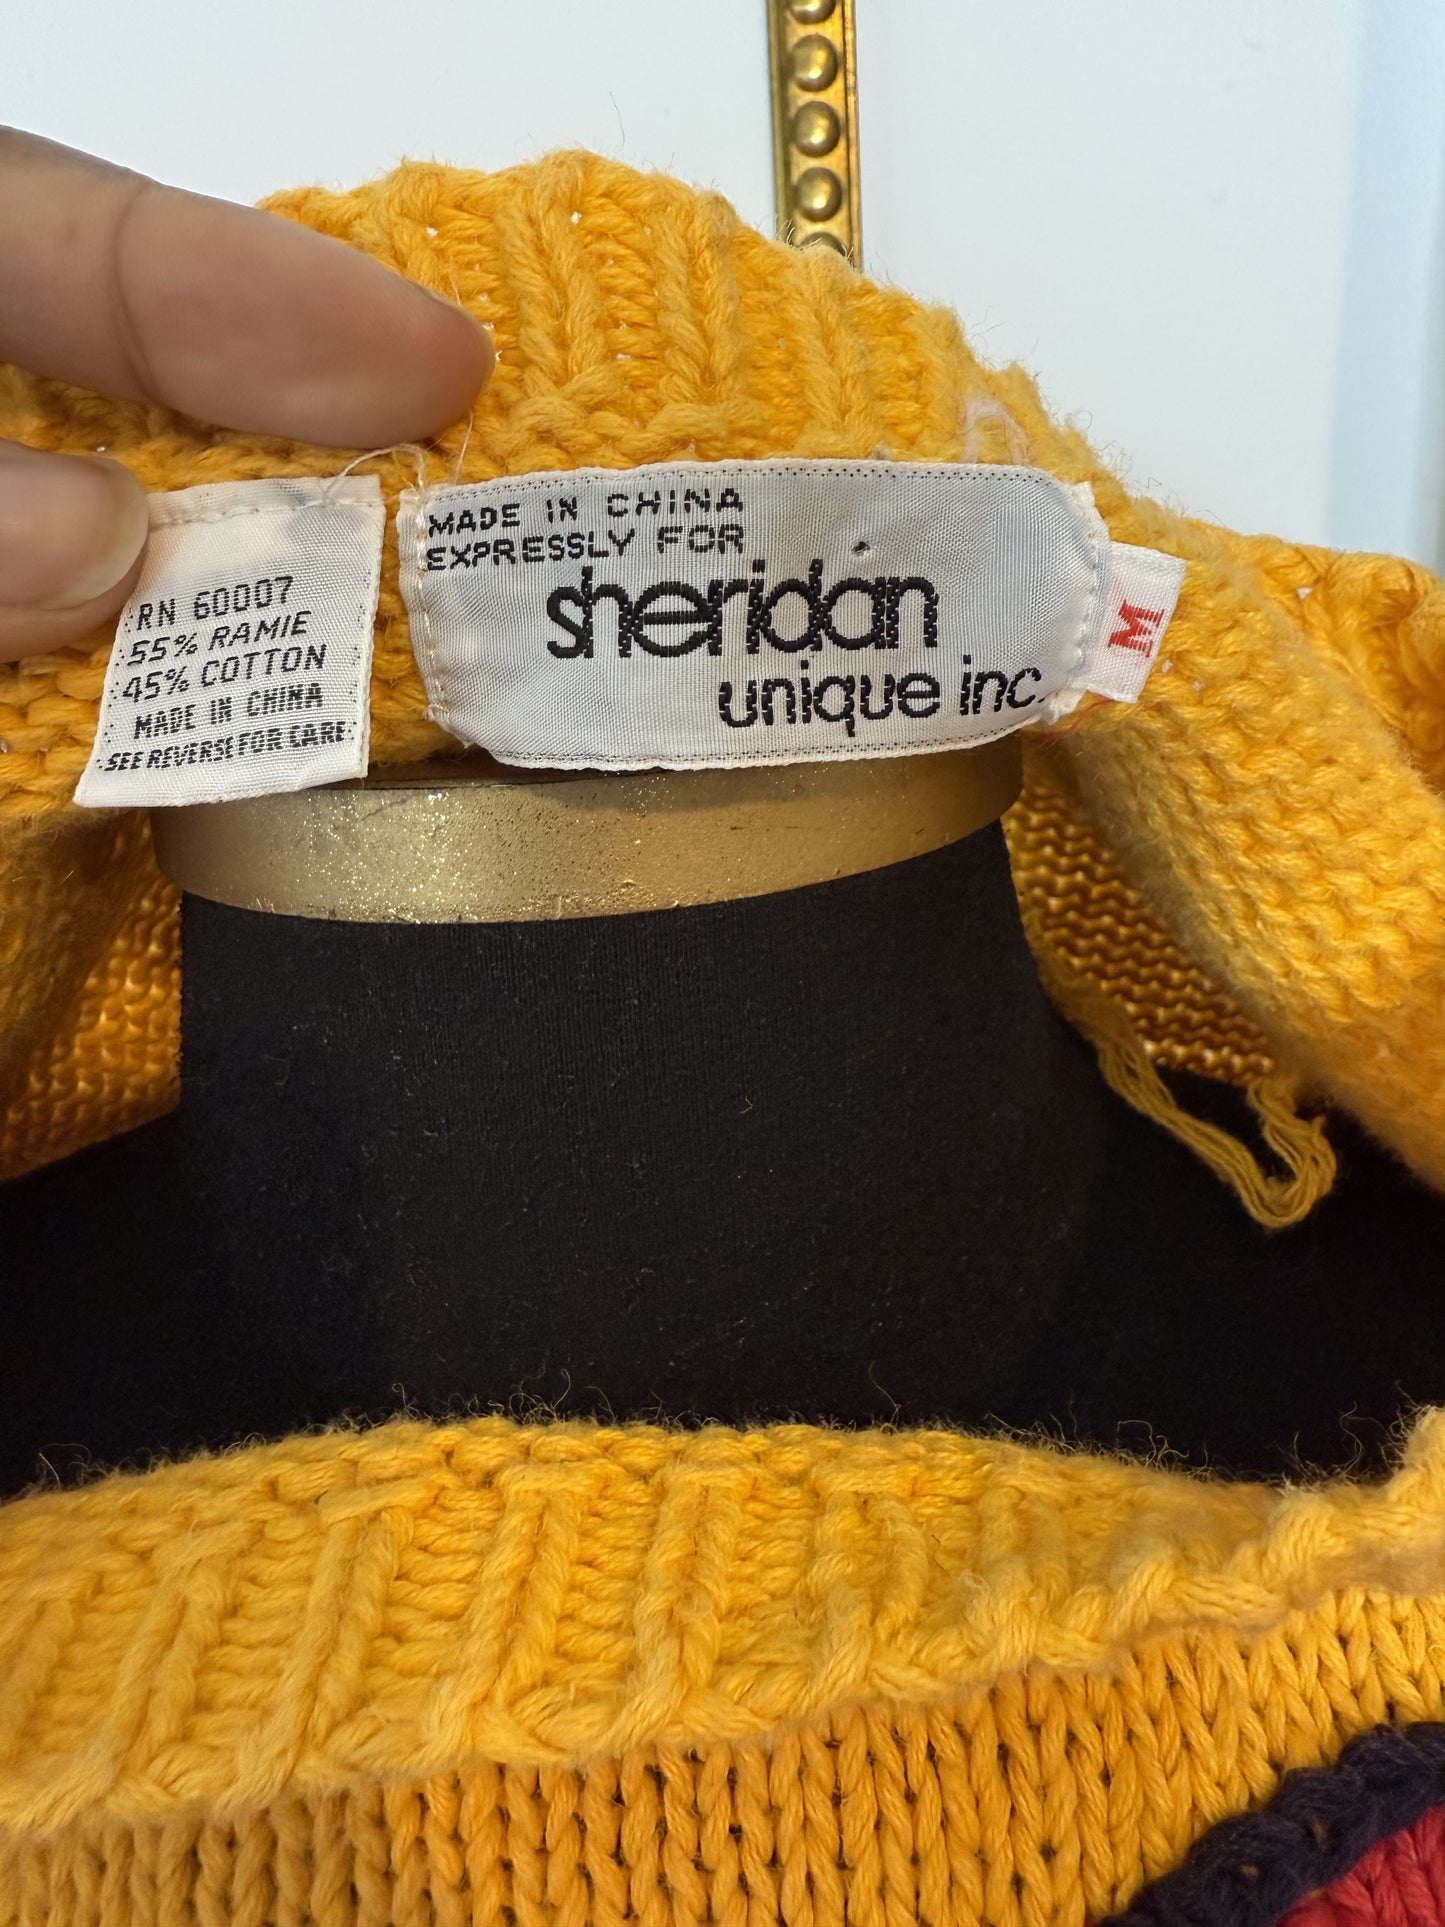 RN 60007
55% RAMIE
45% COTTON
MADE IN CHINA
SEE REVERSE FOR CARE
MADE IN CHINA
EXPRESSLY FOR
sheridan
unique inc.
M